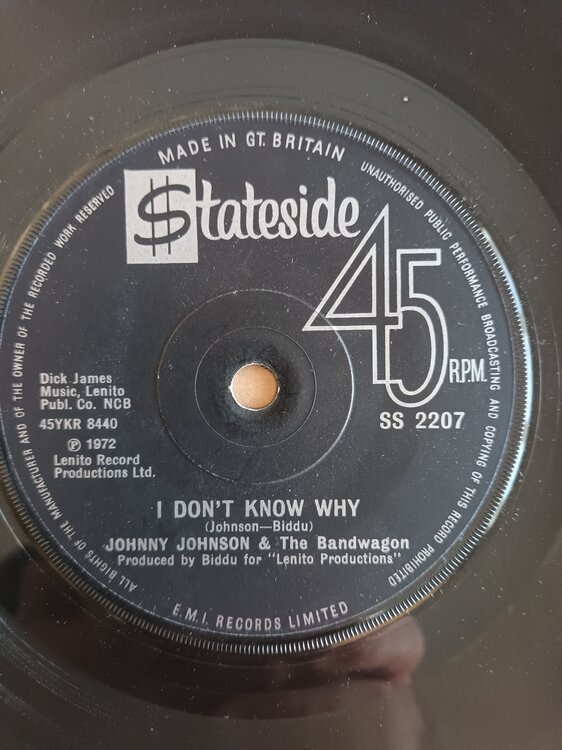 MADE IN GT. BRITAIN
UNAUTHORISED PUBLIC PERFORMANCE BROADCASTING AND COPYING OF THIS RECORD PROHIBITED
ALL RIGHTS OF THE MANUFACTURER AND OF THE OWNER OF THE RECORDED WORK RESERVED
$tateside
45
R.P.M.
SS 2207
Dick James
Music, Lenito
Publ. Co. NCB
45YKR 8440
℗ 1972
Lenito Record
Productions Ltd.
I DON'T KNOW WHY
(Johnson—Biddu)
JOHNNY JOHNSON & The Bandwagon
Produced by Biddu for "Lenito Productions"
E.M.I. RECORDS LIMITED